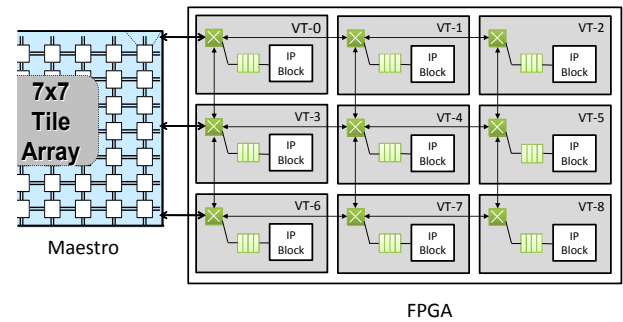 VT-0
VT-1
VT-2
IP
Block
IP
Block
IP
Block
7x7
Tile
Array
VT-3
VT-4
VT-5
IP
Block
IP
Block
IP
Block
VT-6
VT-7
VT-8
IP
Block
IP
Block
IP
Block
Maestro
FPGA